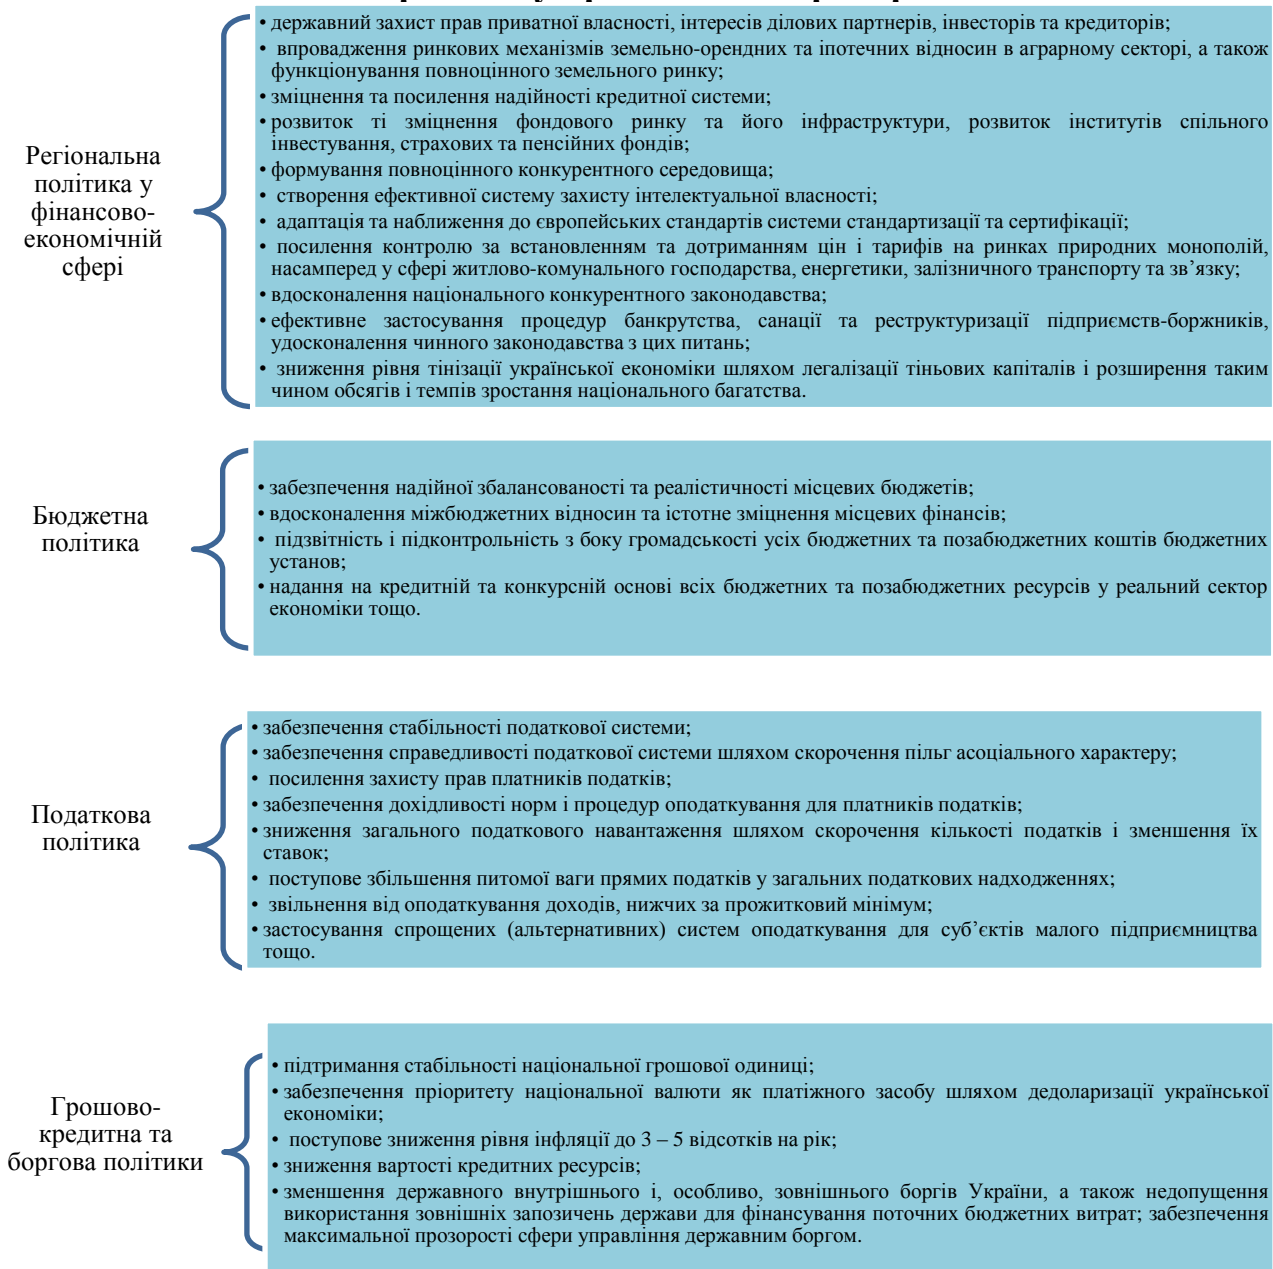 • державний захист прав приватної власності, інтересів ділових партнерів, інвесторів та кредиторів;
• впровадження ринкових механізмів земельно-орендних та іпотечних відносин в аграрному секторі, а також
функціонування повноцінного земельного ринку;
• зміцнення та посилення надійності кредитної системи;
• розвиток ті зміцнення фондового ринку та його інфраструктури, розвиток інститутів спільного
інвестування, страхових та пенсійних фондів;
• формування повноцінного конкурентного середовища;
• створення ефективної систему захисту інтелектуальної власності;
• адаптація та наближення до європейських стандартів системи стандартизації та сертифікації;
• посилення контролю за встановленням та дотриманням цін і тарифів на ринках природних монополій,
насамперед у сфері житлово-комунального господарства, енергетики, залізничного транспорту та зв’язку;
• вдосконалення національного конкурентного законодавства;
• ефективне застосування процедур банкрутства, санації та реструктуризації підприємств-боржників,
удосконалення чинного законодавства з цих питань;
• зниження рівня тінізації української економіки шляхом легалізації тіньових капіталів і розширення таким
чином обсягів і темпів зростання національного багатства.
Регіональна
політика у
фінансово-
економічній
сфері
Бюджетна
політика
• забезпечення надійної збалансованості та реалістичності місцевих бюджетів;
• вдосконалення міжбюджетних відносин та істотне зміцнення місцевих фінансів;
• підзвітність і підконтрольність з боку громадськості усіх бюджетних та позабюджетних коштів бюджетних
установ;
• надання на кредитній та конкурсній основі всіх бюджетних та позабюджетних ресурсів у реальний сектор
економіки тощо.
Податкова
політика
• забезпечення стабільності податкової системи;
• забезпечення справедливості податкової системи шляхом скорочення пільг асоціального характеру;
• посилення захисту прав платників податків;
• забезпечення дохідливості норм і процедур оподаткування для платників податків;
• зниження загального податкового навантаження шляхом скорочення кількості податків і зменшення їх
ставок;
• поступове збільшення питомої ваги прямих податків у загальних податкових надходженнях;
• звільнення від оподаткування доходів, нижчих за прожитковий мінімум;
• застосування спрощених (альтернативних) систем оподаткування для суб’єктів малого підприємництва
тощо.
Грошово-
кредитна та
боргова політики
• підтримання стабільності національної грошової одиниці;
• забезпечення пріоритету національної валюти як платіжного засобу шляхом дедоларизації української
економіки;
• поступове зниження рівня інфляції до 3 – 5 відсотків на рік;
• зниження вартості кредитних ресурсів;
• зменшення державного внутрішнього і, особливо, зовнішнього боргів України, а також недопущення
використання зовнішніх запозичень держави для фінансування поточних бюджетних витрат; забезпечення
максимальної прозорості сфери управління державним боргом.